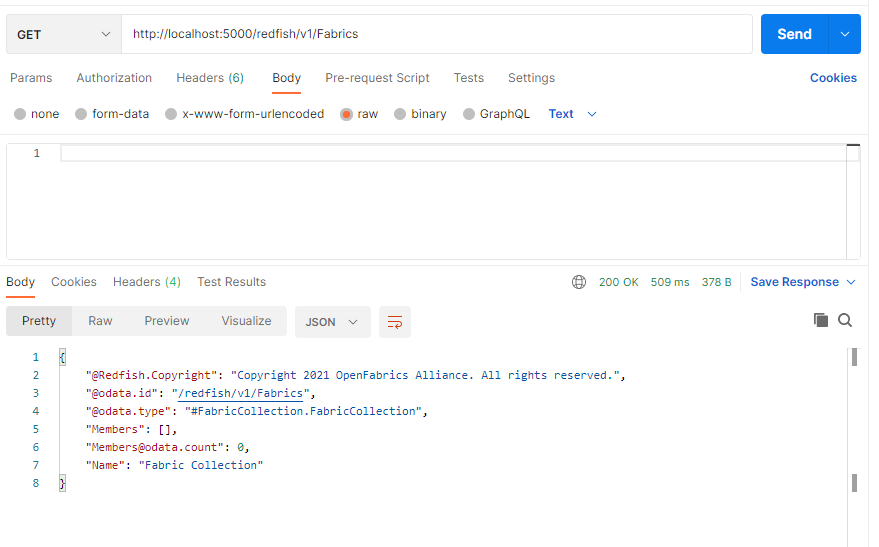 GET http://localhost:5000/redfish/v1/Fabrics Send
Params Authorization Headers (6) Body Pre-request Script Tests Settings Cookies
none form-data x-www-form-urlencoded raw binary GraphQL Text
1
Body Cookies Headers (4) Test Results 200 OK 509 ms 378 B Save Response
Pretty Raw Preview Visualize JSON
1 {
2 "@Redfish.Copyright": "Copyright 2021 OpenFabrics Alliance. All rights reserved.",
3 "@odata.id": "/redfish/v1/Fabrics",
4 "@odata.type": "#FabricCollection.FabricCollection",
5 "Members": [],
6 "Members@odata.count": 0,
7 "Name": "Fabric Collection"
8 }